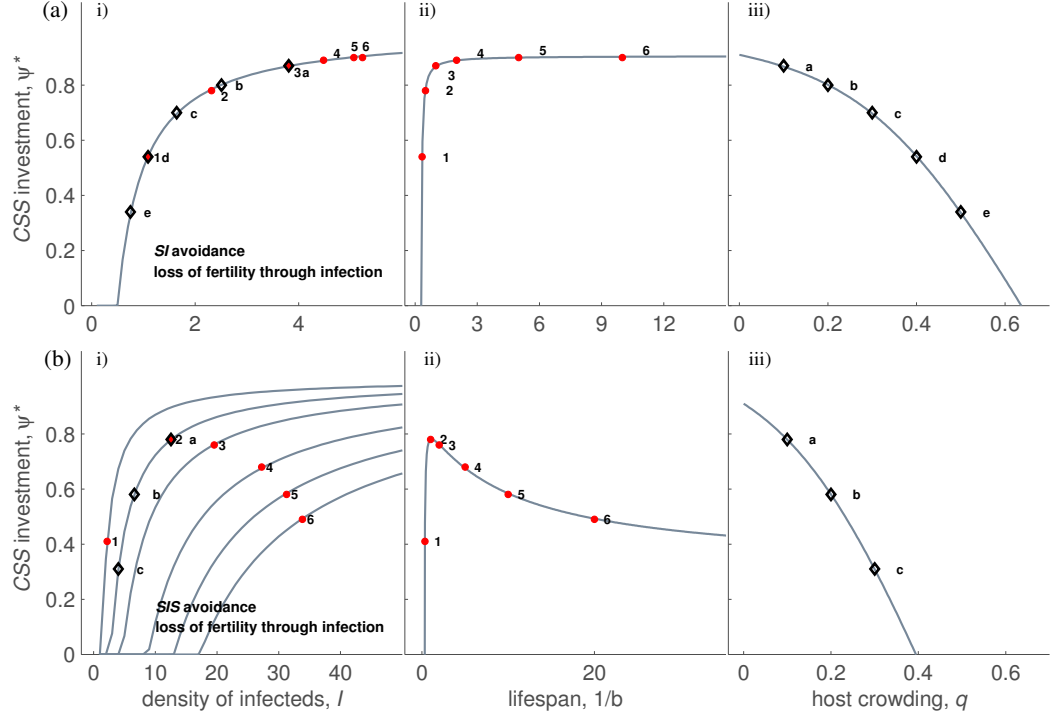 (a) i) ii) iii)
CSS investment, ψ*
0.8
0.6
0.4
0.2
0
5 6
4
3 a
b
2
c
1 d
e
SI avoidance
loss of fertility through infection
0 2 4
4 5 6
3
2
1
0 3 6 9 12
a
b
c
d
e
0 0.2 0.4 0.6
(b) i) ii) iii)
CSS investment, ψ*
0.8
0.6
0.4
0.2
0
2 a
3
4
b
5
6
1
c
SIS avoidance
loss of fertility through infection
0 10 20 30 40
density of infecteds, I
2
3
4
5
6
1
0 20
lifespan, 1/b
a
b
c
0 0.2 0.4 0.6
host crowding, q